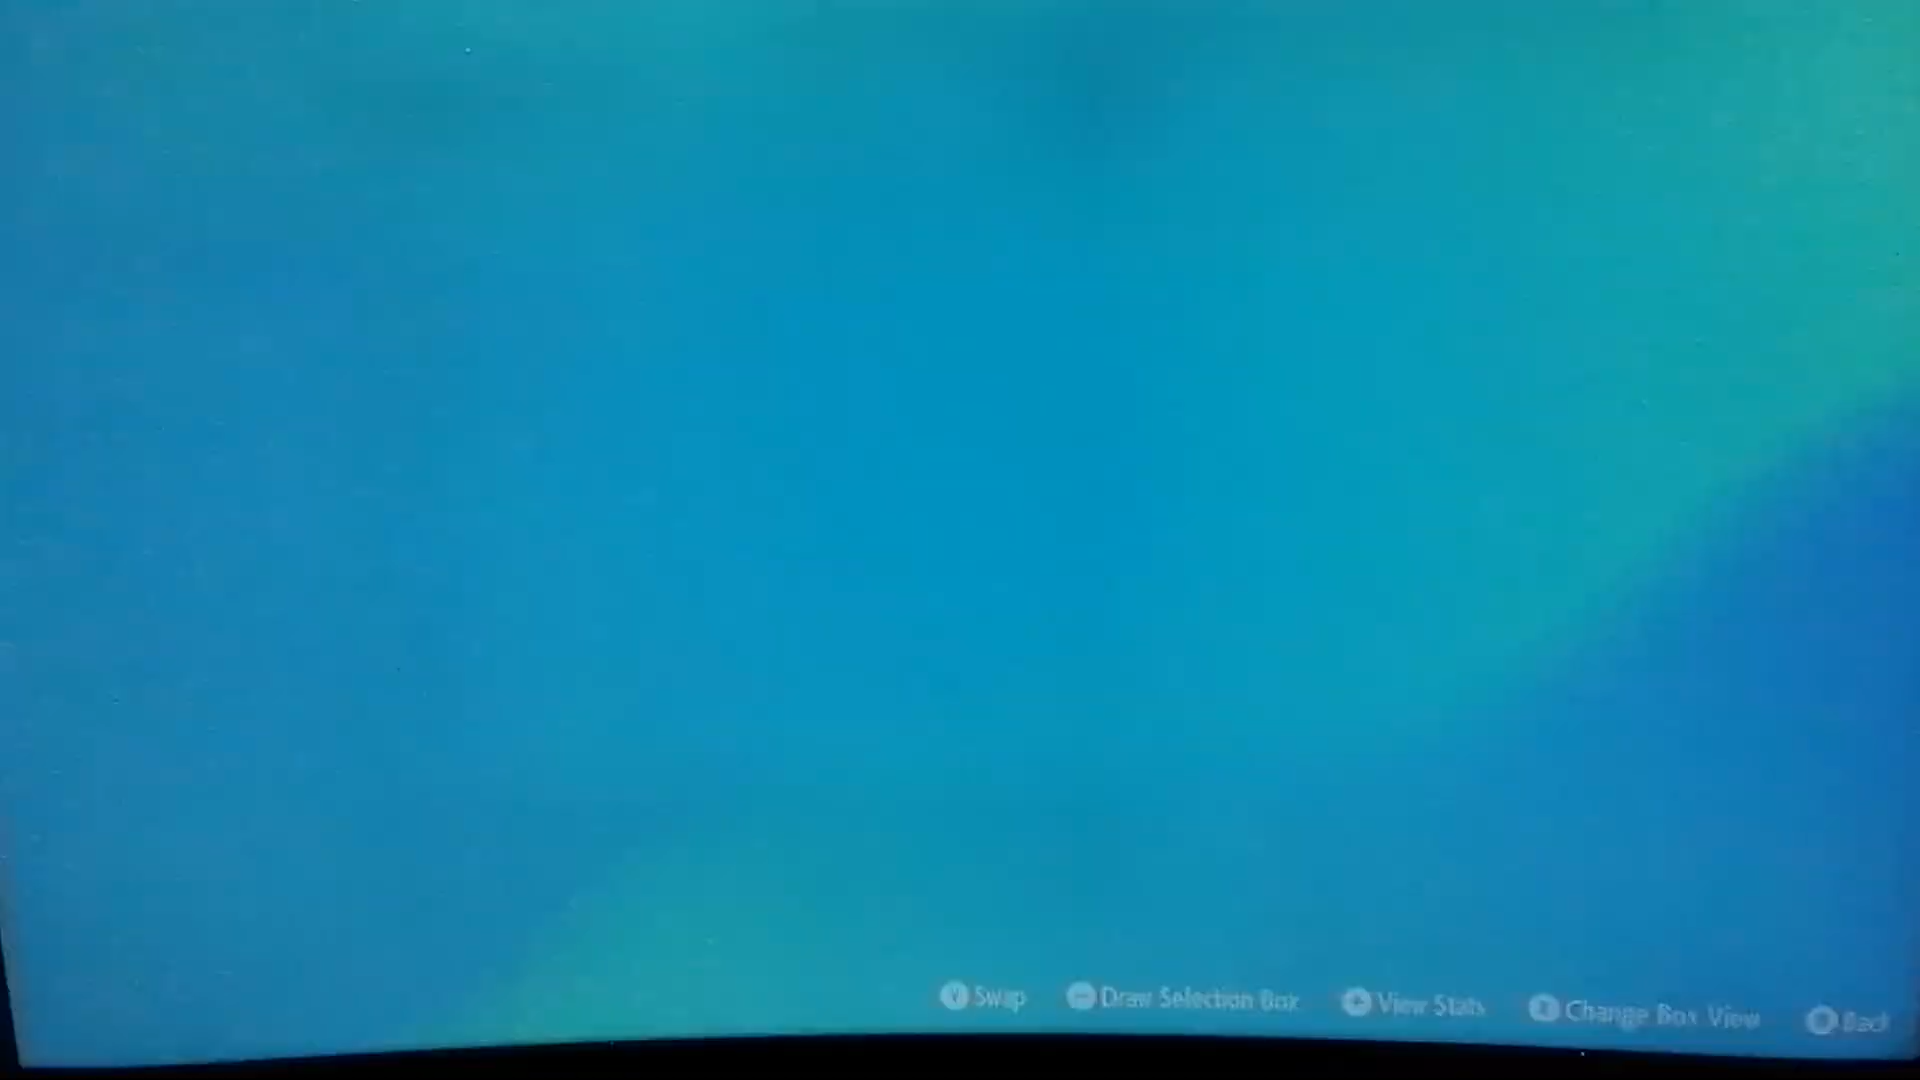 Y Swap − Draw Selection Box + View Stats X Change Box View B Back